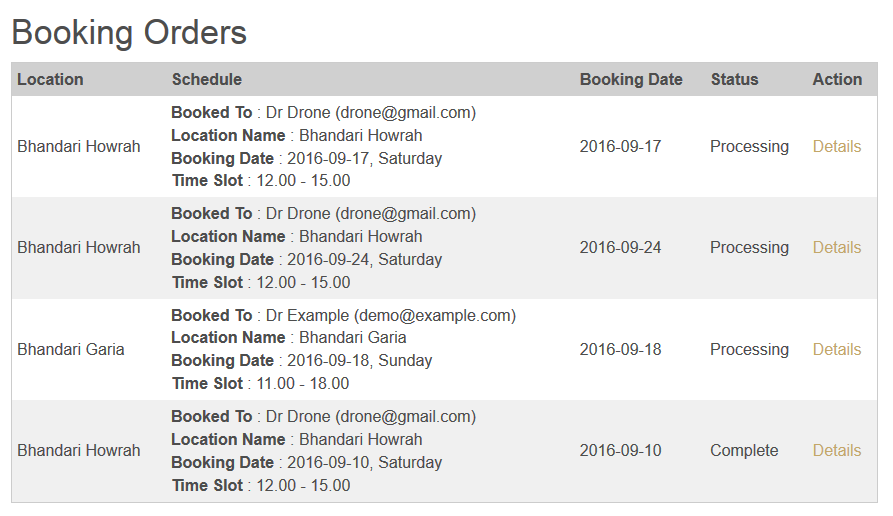 Booking Orders
Location Schedule Booking Date Status Action
Booked To : Dr Drone (drone@gmail.com)
Location Name : Bhandari Howrah
Bhandari Howrah 2016-09-17 Processing Details
Booking Date : 2016-09-17, Saturday
Time Slot : 12.00 - 15.00
Booked To : Dr Drone (drone@gmail.com)
Location Name : Bhandari Howrah
Bhandari Howrah 2016-09-24 Processing Details
Booking Date : 2016-09-24, Saturday
Time Slot : 12.00 - 15.00
Booked To : Dr Example (demo@example.com)
Location Name : Bhandari Garia
Bhandari Garia 2016-09-18 Processing Details
Booking Date : 2016-09-18, Sunday
Time Slot : 11.00 - 18.00
Booked To : Dr Drone (drone@gmail.com)
Location Name : Bhandari Howrah
Bhandari Howrah 2016-09-10 Complete Details
Booking Date : 2016-09-10, Saturday
Time Slot : 12.00 - 15.00